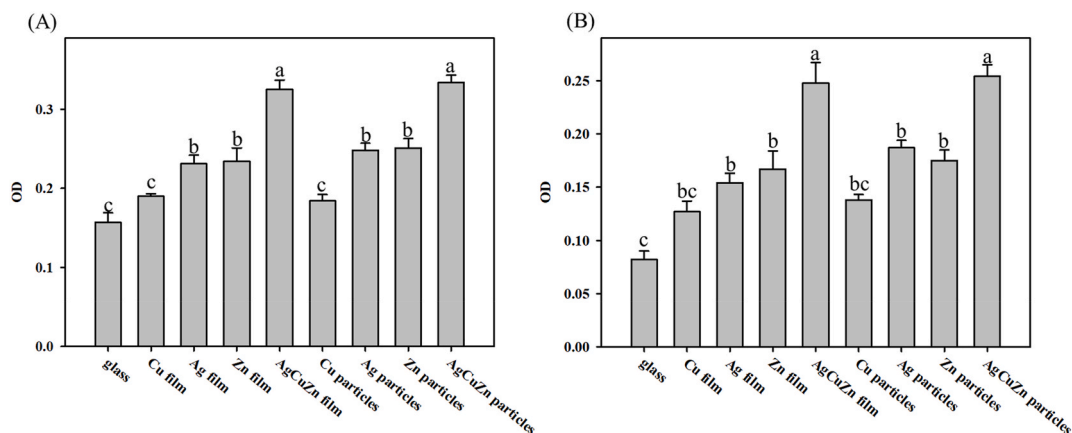 (A)
OD
0.3
0.2
0.1
0.0
c
c
b
b
a
c
b
b
a
glass
Cu film
Ag film
Zn film
AgCuZn film
Cu particles
Ag particles
Zn particles
AgCuZn particles
(B)
OD
0.25
0.20
0.15
0.10
0.05
0.00
c
bc
b
b
a
bc
b
b
a
glass
Cu film
Ag film
Zn film
AgCuZn film
Cu particles
Ag particles
Zn particles
AgCuZn particles